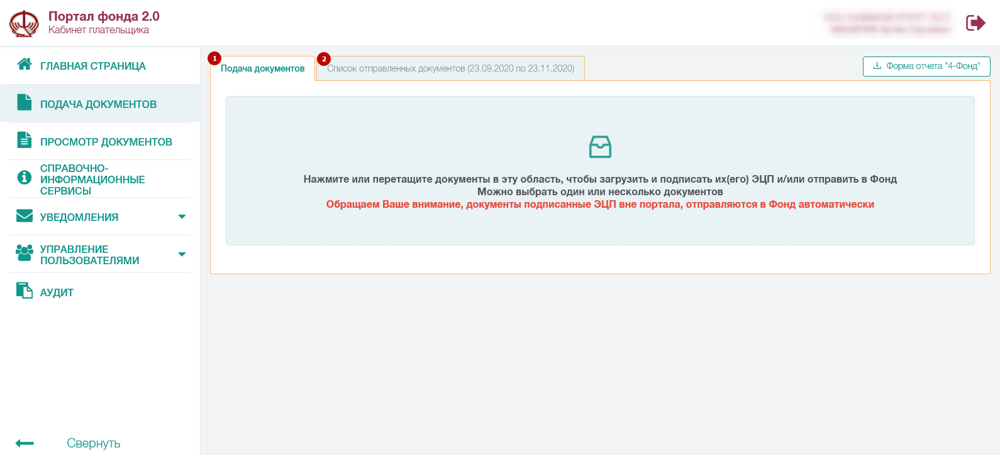 Портал фонда 2.0
Кабинет плательщика
ГЛАВНАЯ СТРАНИЦА
ПОДАЧА ДОКУМЕНТОВ
ПРОСМОТР ДОКУМЕНТОВ
СПРАВОЧНО-
ИНФОРМАЦИОННЫЕ
СЕРВИСЫ
УВЕДОМЛЕНИЯ
УПРАВЛЕНИЕ
ПОЛЬЗОВАТЕЛЯМИ
АУДИТ
Свернуть
1
Подача документов
2
Список отправленных документов (23.09.2020 по 23.11.2020)
Форма отчета "4-Фонд"
Нажмите или перетащите документы в эту область, чтобы загрузить и подписать их(его) ЭЦП и/или отправить в Фонд
Можно выбрать один или несколько документов
Обращаем Ваше внимание, документы подписанные ЭЦП вне портала, отправляются в Фонд автоматически